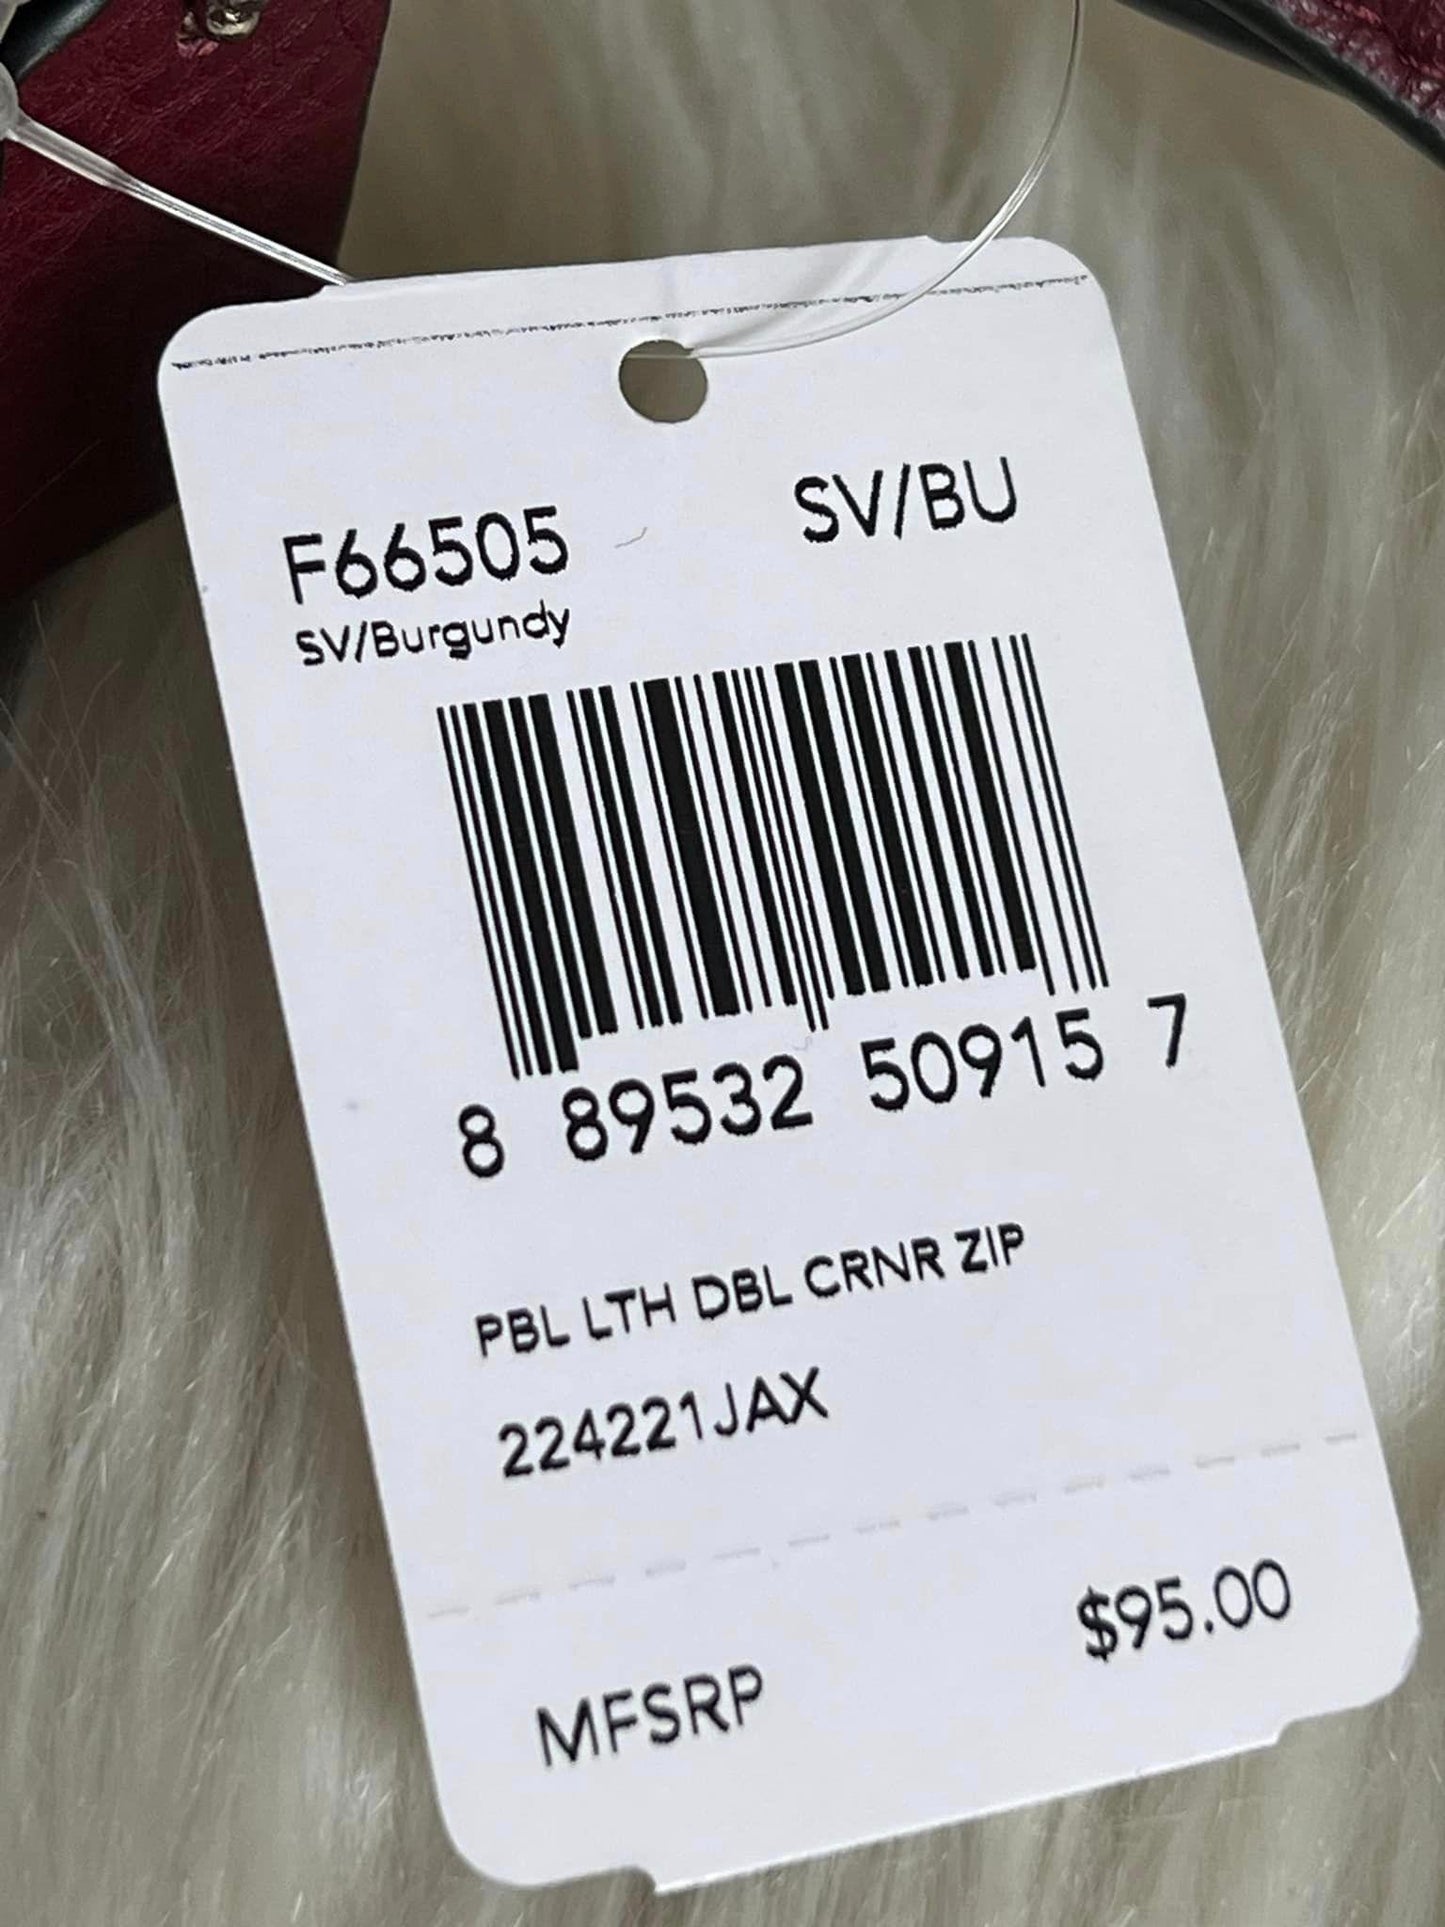 F66505 SV/BU
SV/Burgundy
8 89532 50915 7
PBL LTH DBL CRNR ZIP
224221JAX
MFSRP $95.00